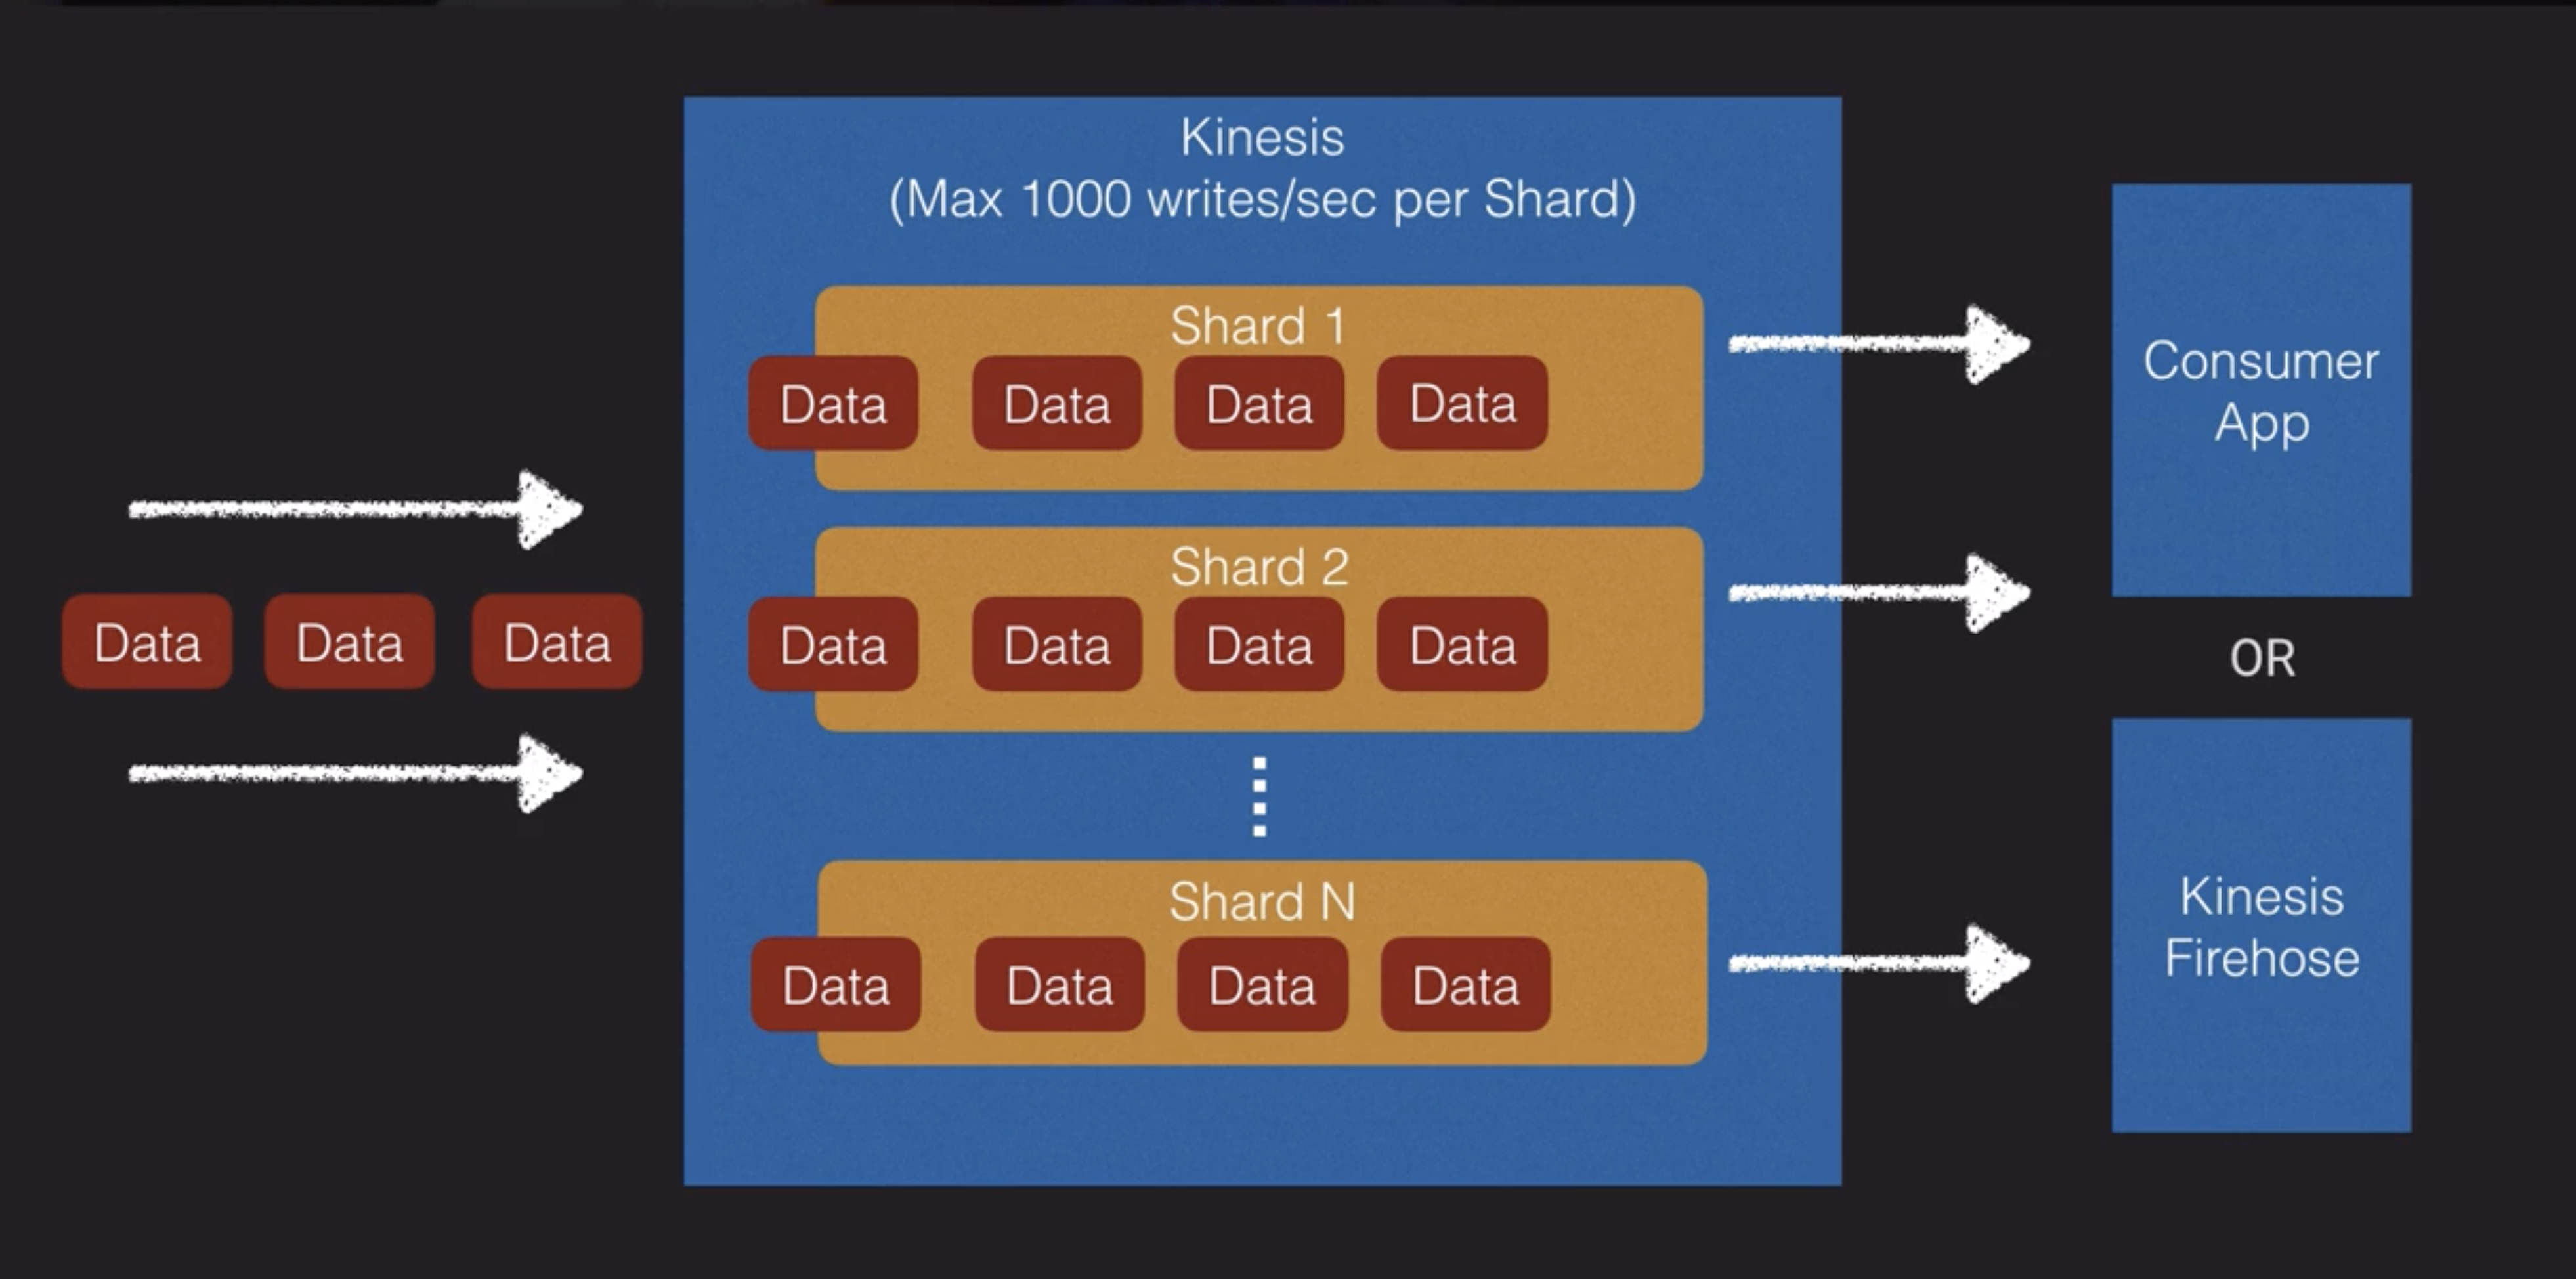 Kinesis
(Max 1000 writes/sec per Shard)
Data Data Data
Shard 1
Data Data Data Data
Shard 2
Data Data Data Data
Shard N
Data Data Data Data
Consumer
App
OR
Kinesis
Firehose